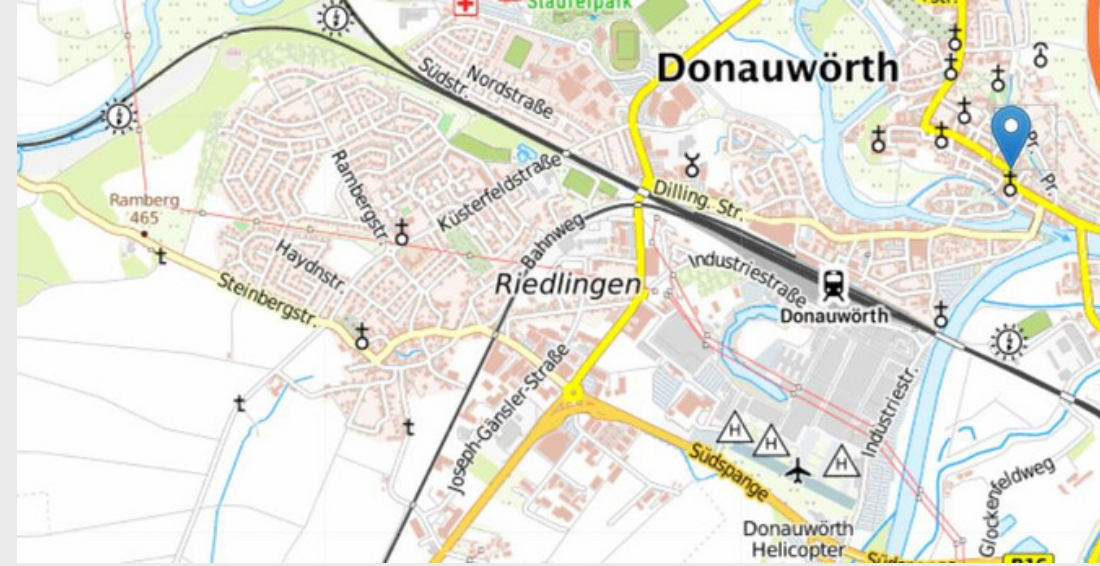 Donauwörth
Südstr.
Nordstraße
Rambergstr.
Küsterfeldstraße
Dilling. Str.
Pr.
Ramberg
465
Haydnstr.
Bahnweg
Riedlingen
Industriestraße
Donauwörth
Steinbergstr.
Joseph-Gänsler-Straße
Industriestr.
H
H
H
Südspange
Glockenfeldweg
Donauwörth
Helicopter